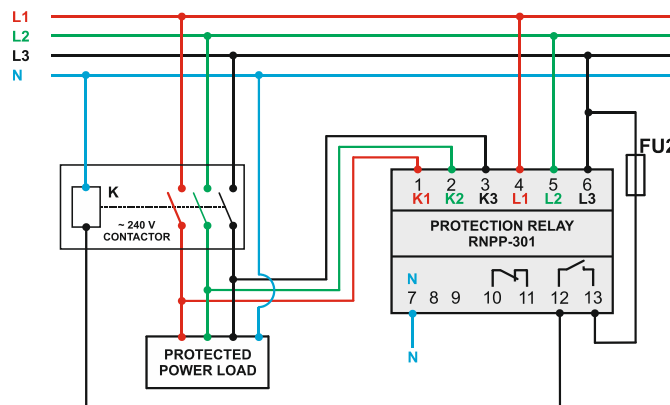 L1
L2
L3
N
K
~ 240 V
CONTACTOR
FU2
1 2 3 4 5 6
K1 K2 K3 L1 L2 L3
PROTECTION RELAY
RNPP-301
N
7 8 9 10 11 12 13
N
PROTECTED
POWER LOAD